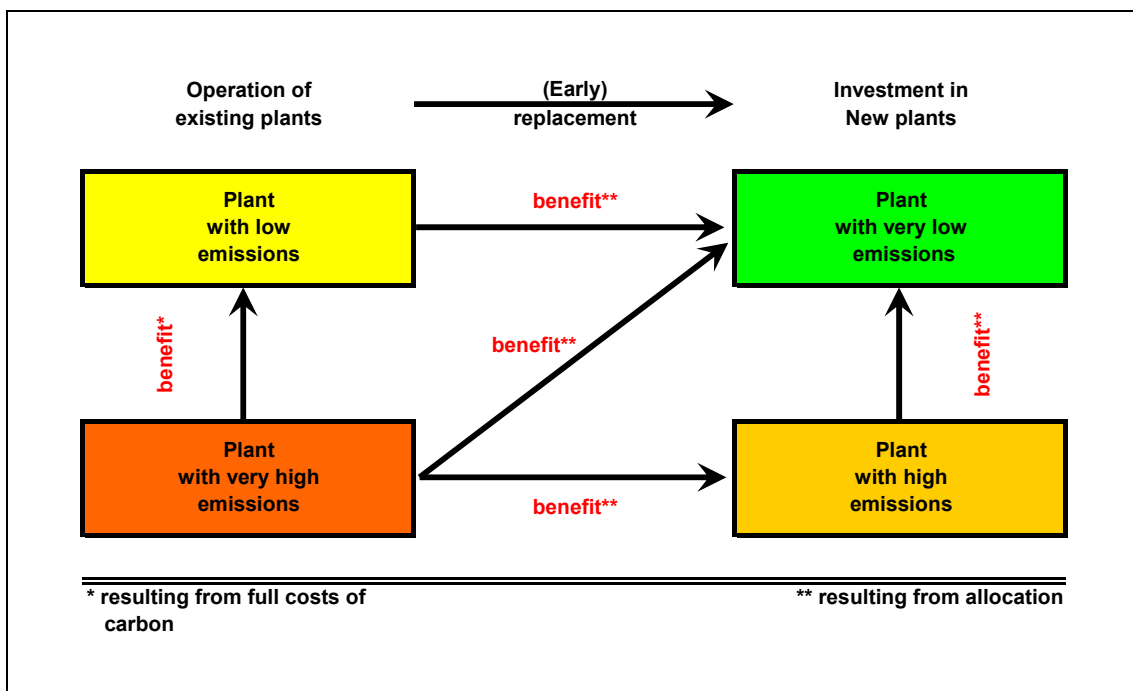 Operation of
existing plants
(Early)
replacement
Investment in
New plants
Plant
with low
emissions
benefit**
Plant
with very low
emissions
benefit*
benefit**
benefit**
Plant
with very high
emissions
benefit**
Plant
with high
emissions
* resulting from full costs of
carbon
** resulting from allocation